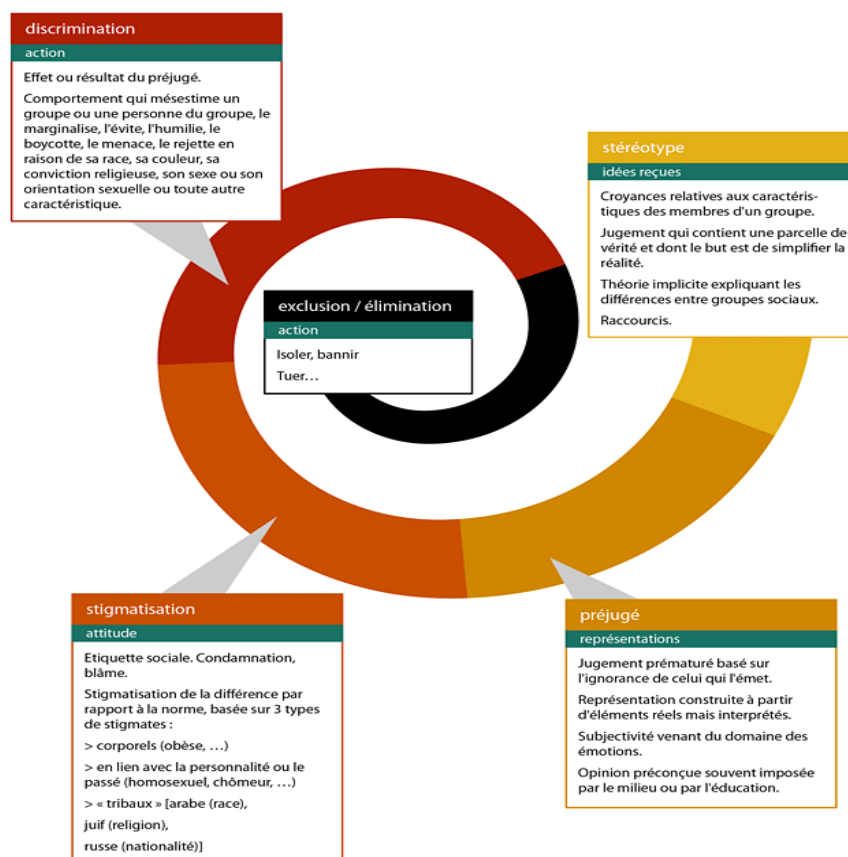 discrimination
action
Effet ou résultat du préjugé.
Comportement qui mésestime un
groupe ou une personne du groupe, le
marginalise, l'évite, l'humilie, le
boycotte, le menace, le rejette en
raison de sa race, sa couleur, sa
conviction religieuse, son sexe ou son
orientation sexuelle ou toute autre
caractéristique.
stéréotype
idées reçues
Croyances relatives aux caractéris-
tiques des membres d'un groupe.
Jugement qui contient une parcelle de
vérité et dont le but est de simplifier la
réalité.
Théorie implicite expliquant les
différences entre groupes sociaux.
Raccourcis.
exclusion / élimination
action
Isoler, bannir
Tuer...
stigmatisation
attitude
Etiquette sociale. Condamnation,
blâme.
Stigmatisation de la différence par
rapport à la norme, basée sur 3 types
de stigmates :
> corporels (obèse, ...)
> en lien avec la personnalité ou le
passé (homosexuel, chômeur, ...)
> « tribaux » [arabe (race),
juif (religion),
russe (nationalité)]
préjugé
représentations
Jugement prématuré basé sur
l'ignorance de celui qui l'émet.
Représentation construite à partir
d'éléments réels mais interprétés.
Subjectivité venant du domaine des
émotions.
Opinion préconçue souvent imposée
par le milieu ou par l'éducation.